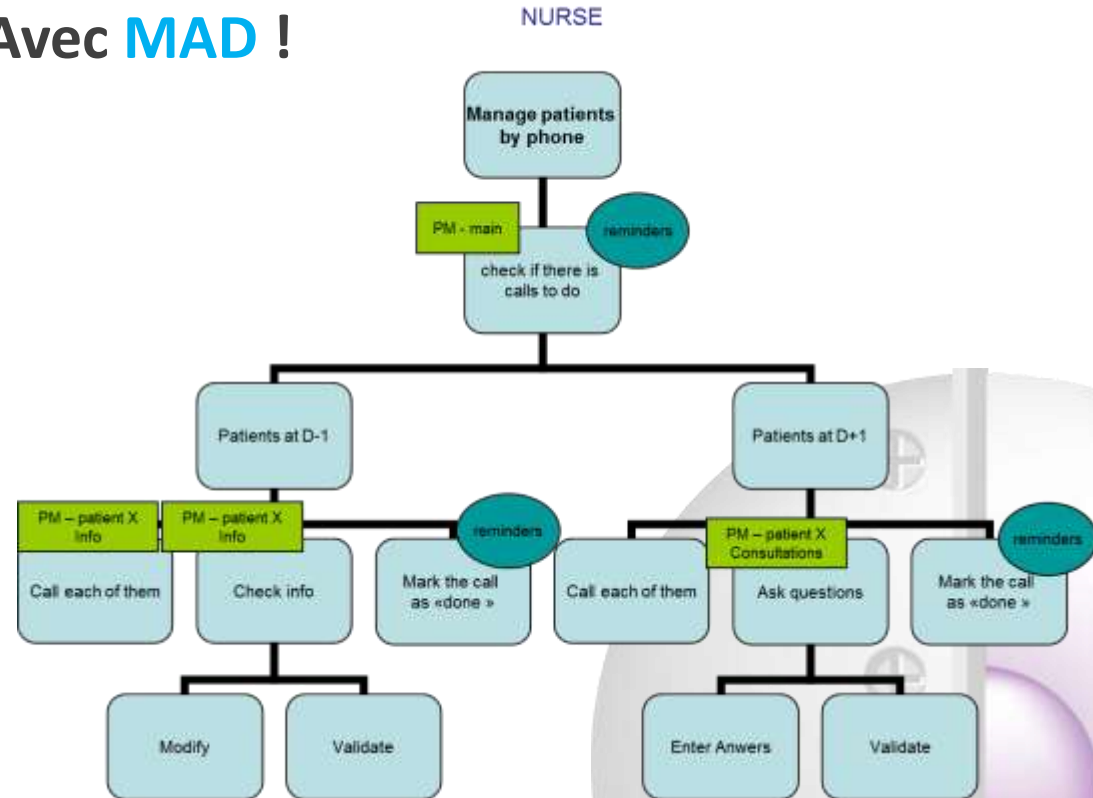 Avec MAD !
NURSE
Manage patients
by phone
PM - main
reminders
check if there is
calls to do
Patients at D-1
Patients at D+1
PM – patient X
Info
PM – patient X
Info
reminders
PM – patient X
Consultations
reminders
Call each of them
Check info
Mark the call
as «done »
Call each of them
Ask questions
Mark the call
as «done »
Modify
Validate
Enter Anwers
Validate